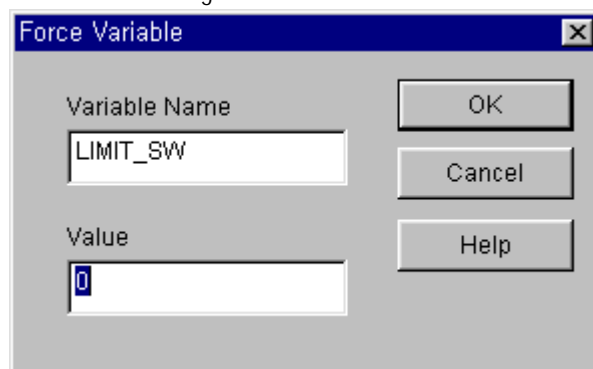 Force Variable
Variable Name
LIMIT_SW
Value
0
OK
Cancel
Help